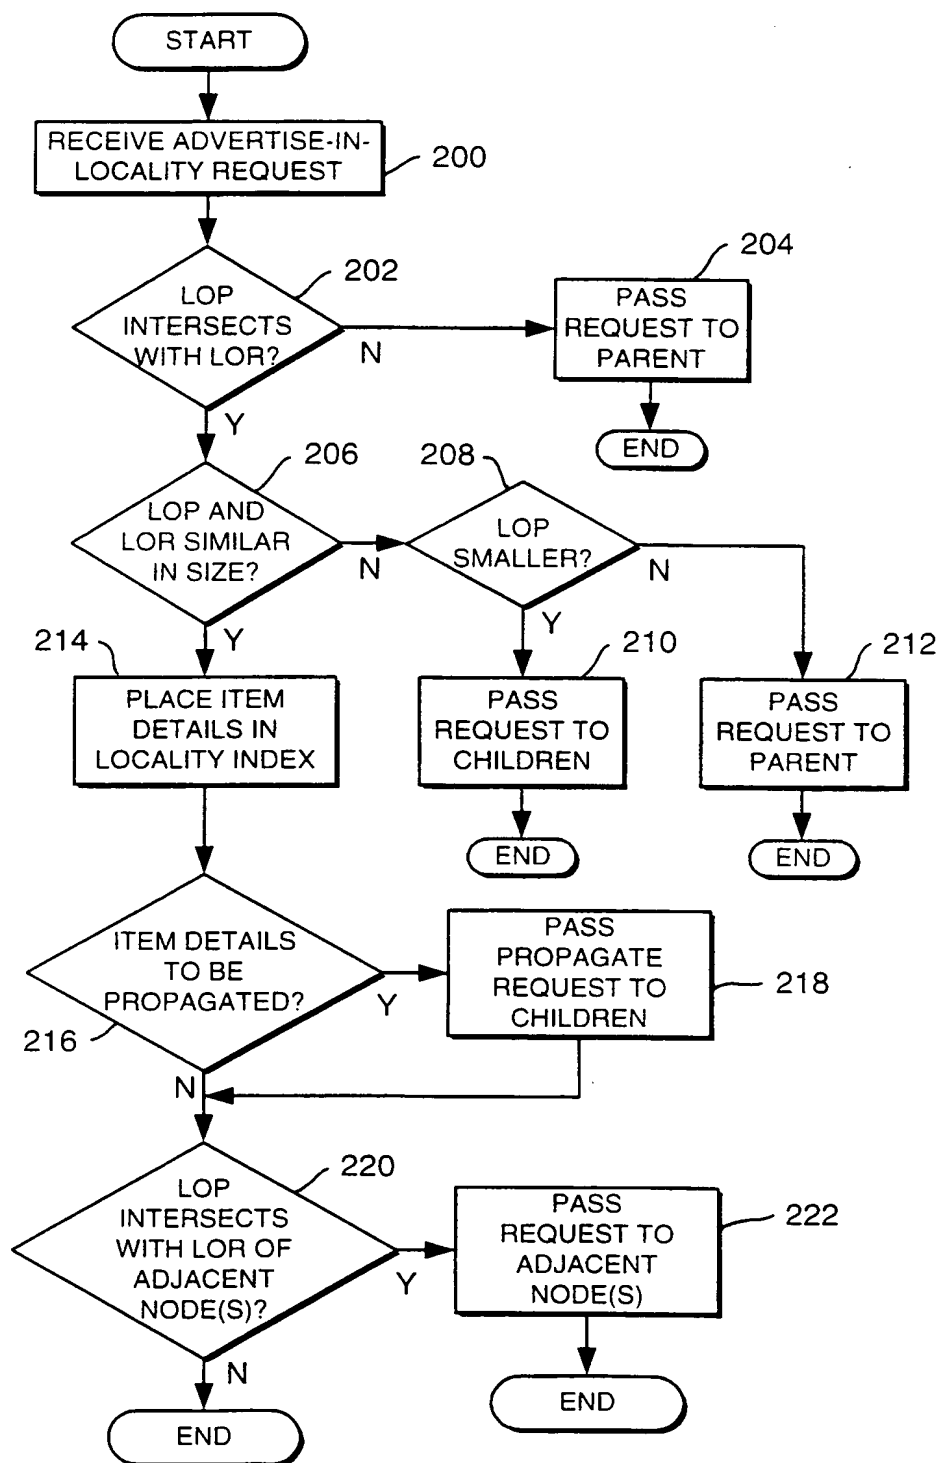 START
RECEIVE ADVERTISE-IN-
LOCALITY REQUEST
200
LOP
INTERSECTS
WITH LOR?
202
N
Y
204
PASS
REQUEST TO
PARENT
END
LOP AND
LOR SIMILAR
IN SIZE?
206
N
Y
208
LOP
SMALLER?
N
Y
210
PASS
REQUEST TO
CHILDREN
END
212
PASS
REQUEST TO
PARENT
END
214
PLACE ITEM
DETAILS IN
LOCALITY INDEX
ITEM DETAILS
TO BE
PROPAGATED?
216
Y
N
PASS
PROPAGATE
REQUEST TO
CHILDREN
218
LOP
INTERSECTS
WITH LOR OF
ADJACENT
NODE(S)?
220
Y
N
PASS
REQUEST TO
ADJACENT
NODE(S)
222
END
END